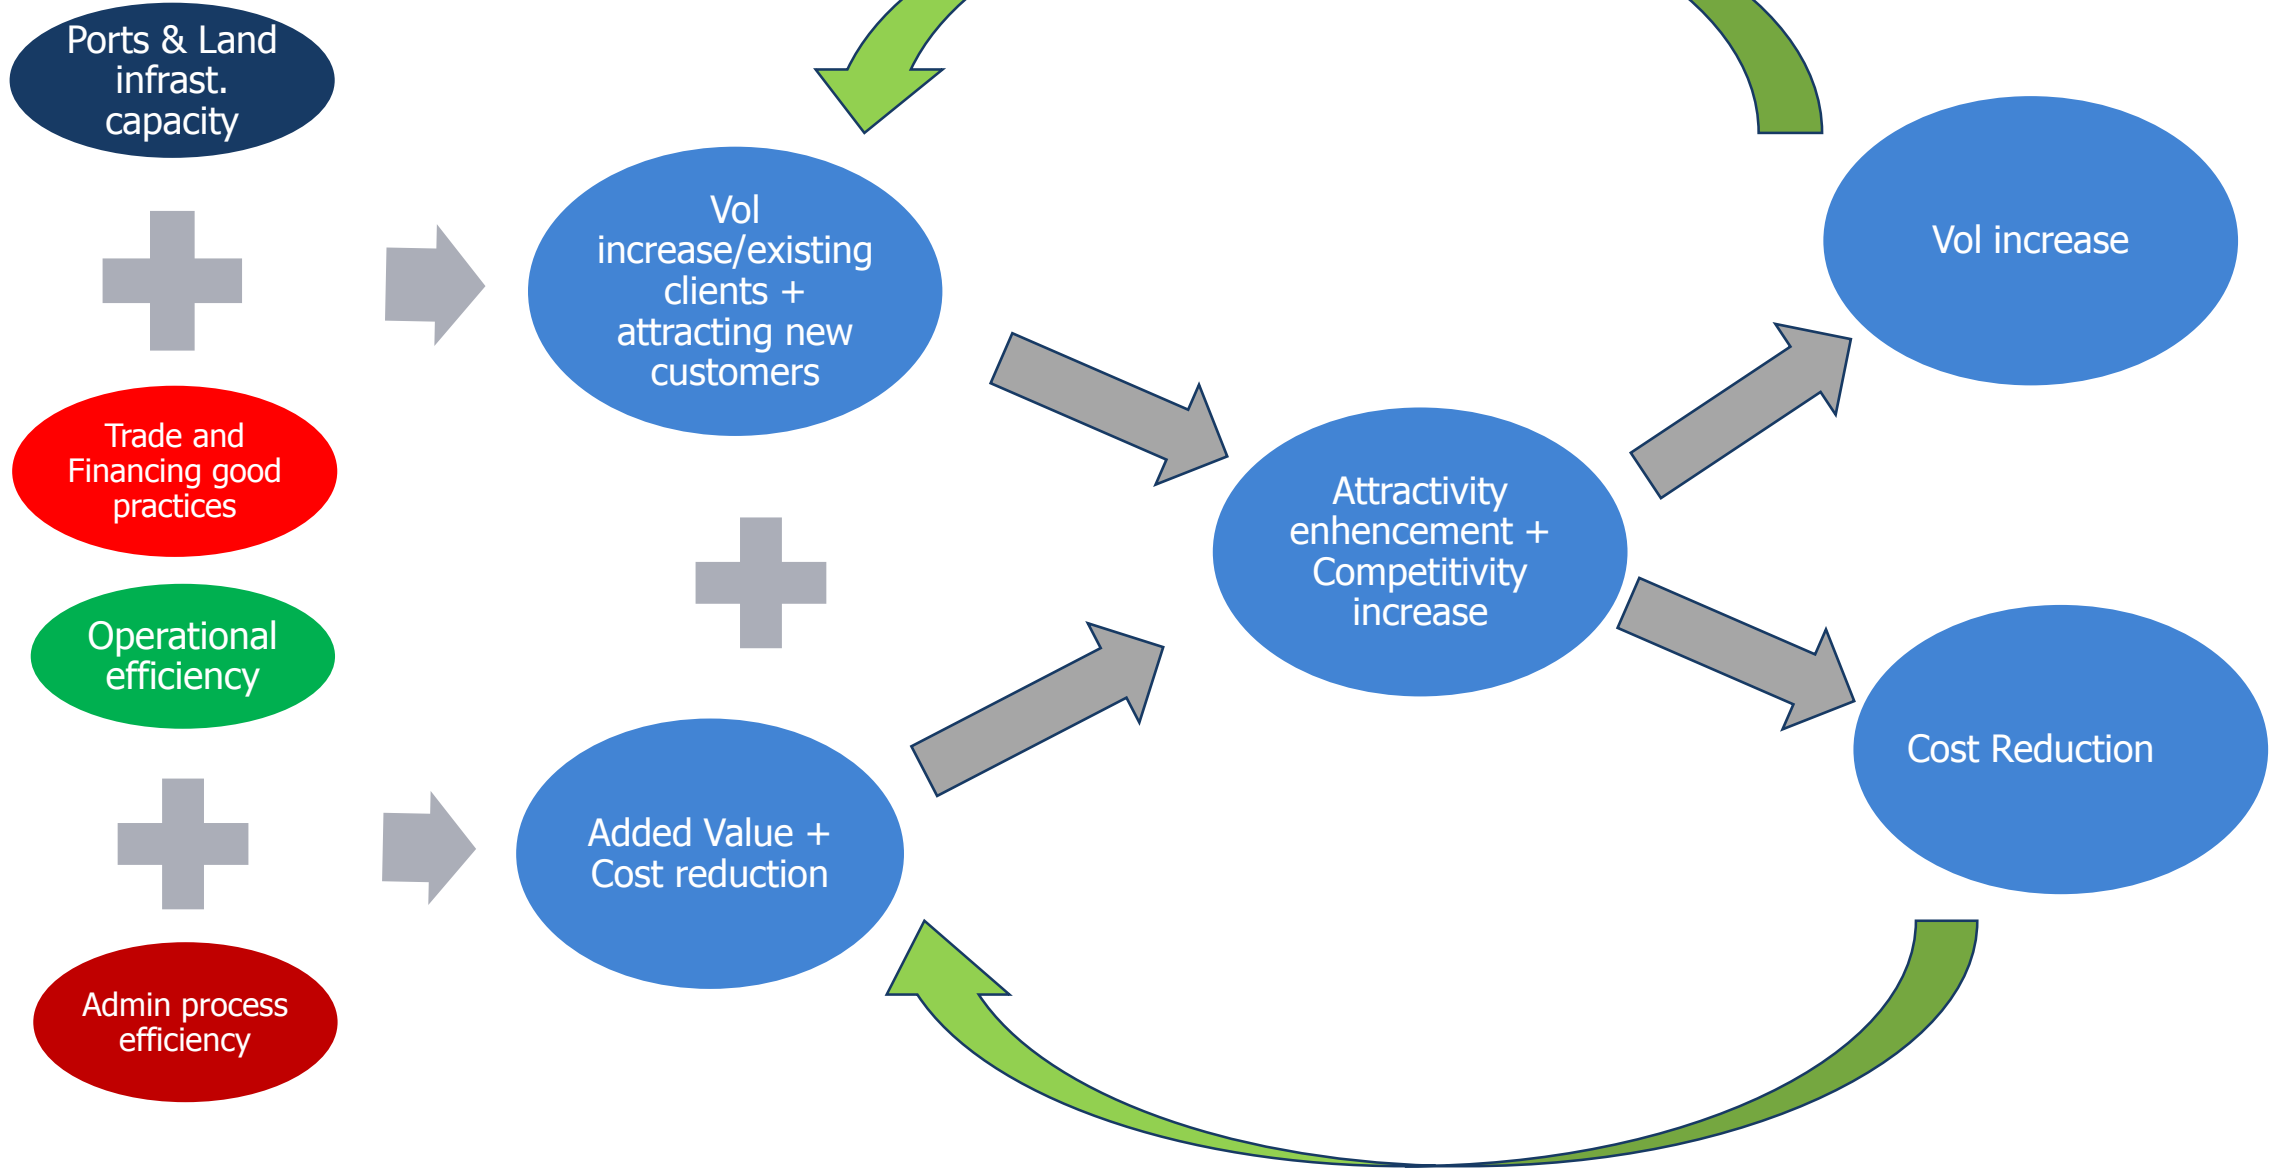 Ports & Land
infrast.
capacity
Trade and
Financing good
practices
Operational
efficiency
Admin process
efficiency
Vol
increase/existing
clients +
attracting new
customers
Added Value +
Cost reduction
Attractivity
enhencement +
Competitivity
increase
Vol increase
Cost Reduction